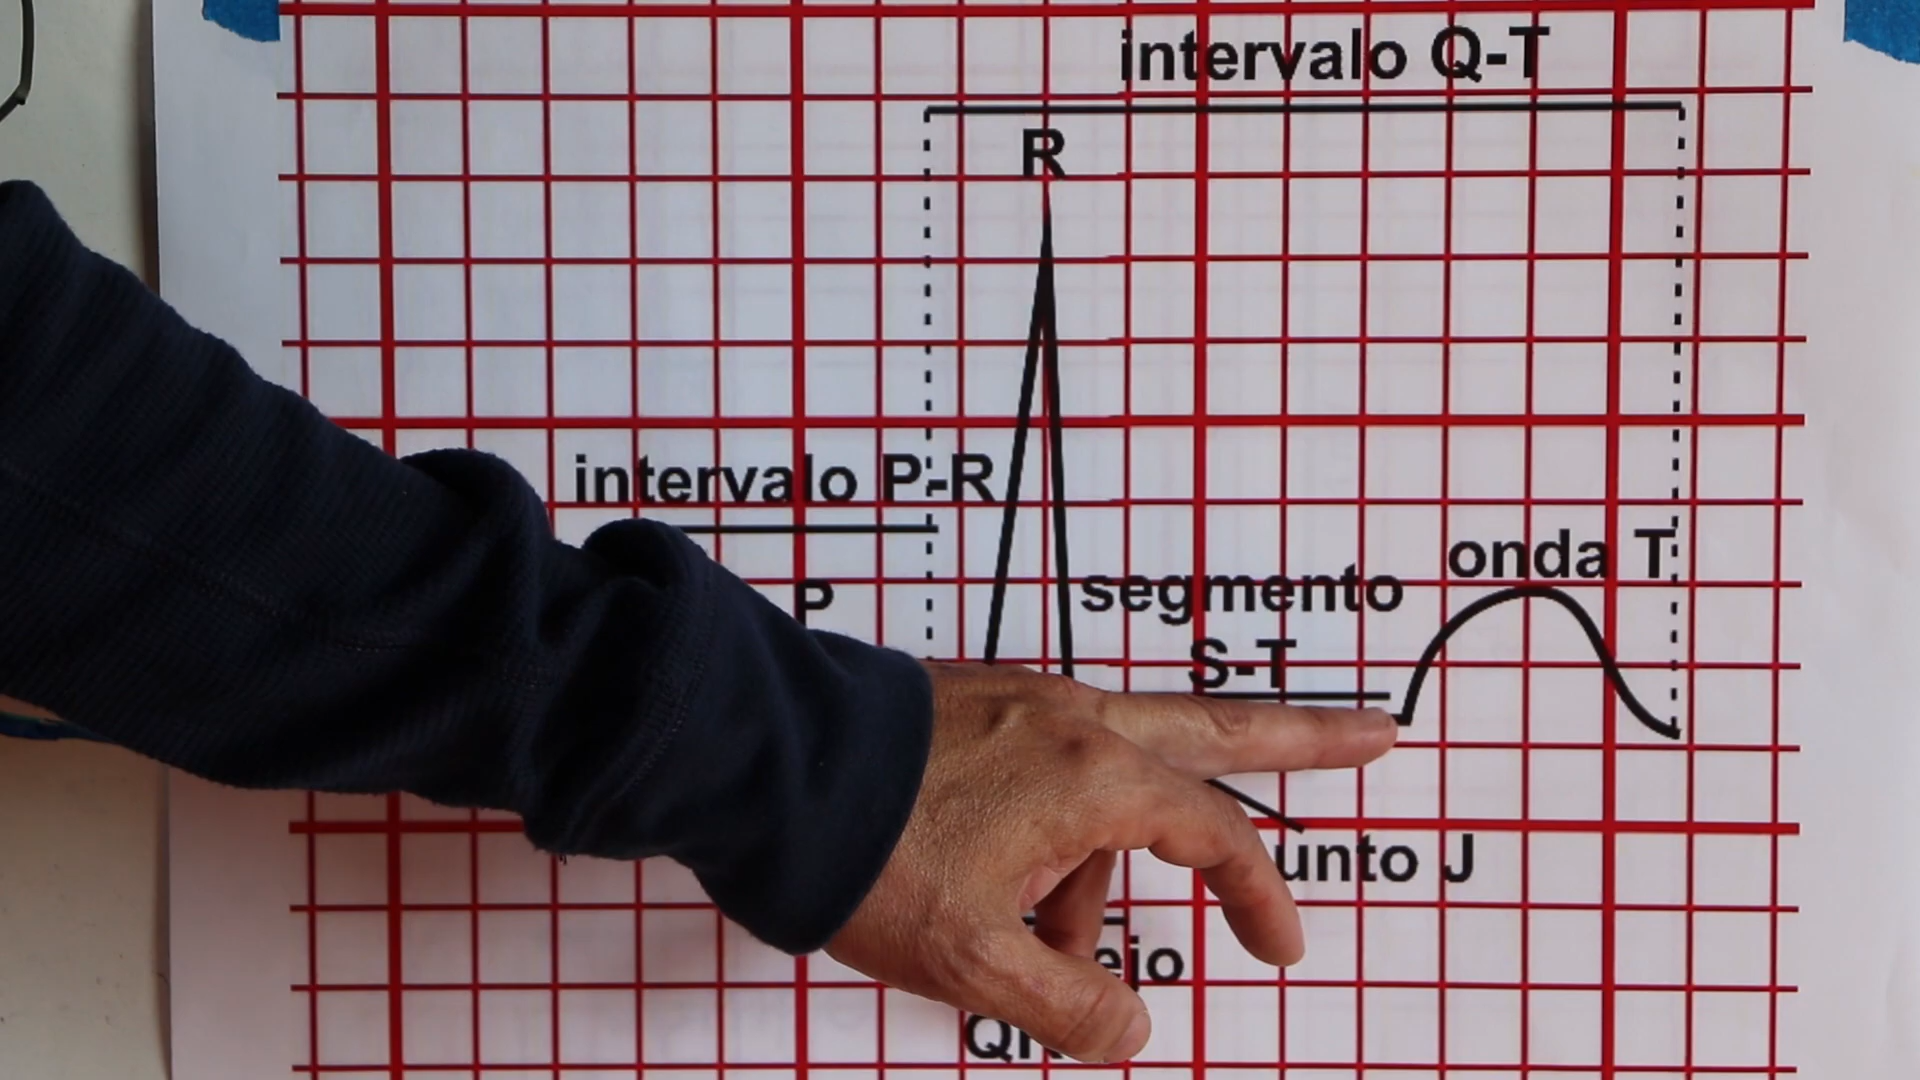 intervalo Q-T
R
intervalo P-R
P
onda T
segmento
S-T
unto J
ejo
QR